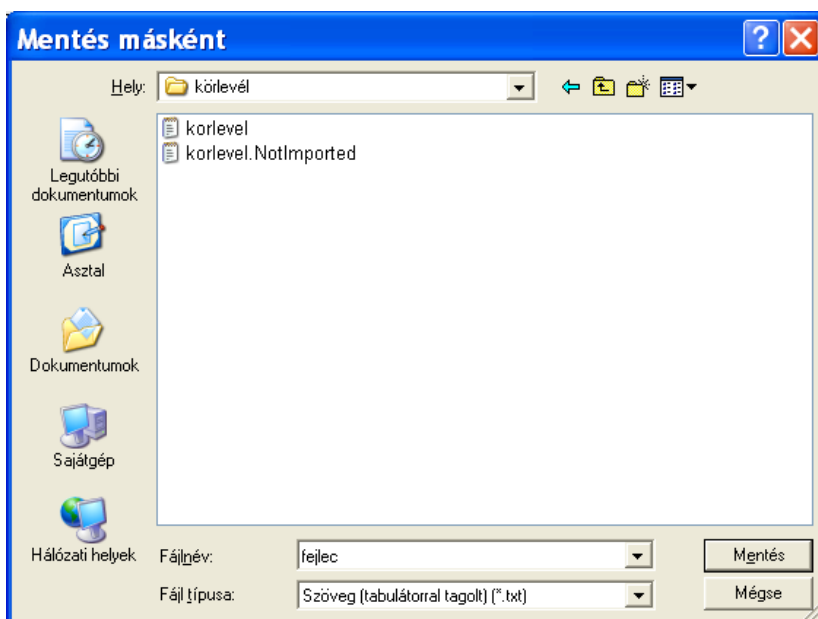 Mentés másként
Hely:
körlevél
korlevel
korlevel.NotImported
Legutóbbi
dokumentumok
Asztal
Dokumentumok
Sajátgép
Hálózati helyek
Fájlnév:
fejlec
Mentés
Fájl típusa:
Szöveg (tabulátorral tagolt) (*.txt)
Mégse